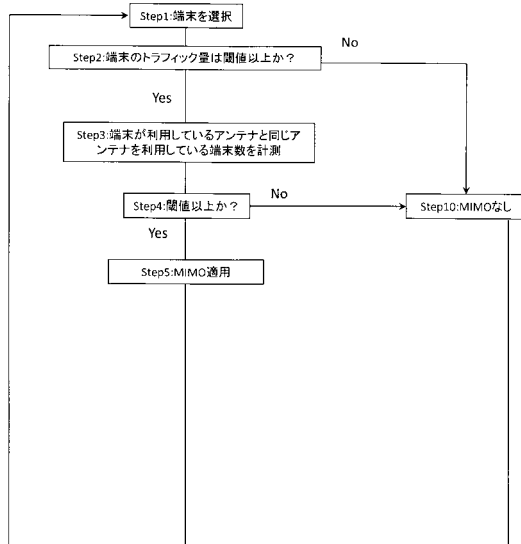 Step1:端末を選択
Step2:端末のトラフィック量は閾値以上か？
No
Yes
Step3:端末が利用しているアンテナと同じア
ンテナを利用している端末数を計測
Step4:閾値以上か？
No
Step10:MIMOなし
Yes
Step5:MIMO適用